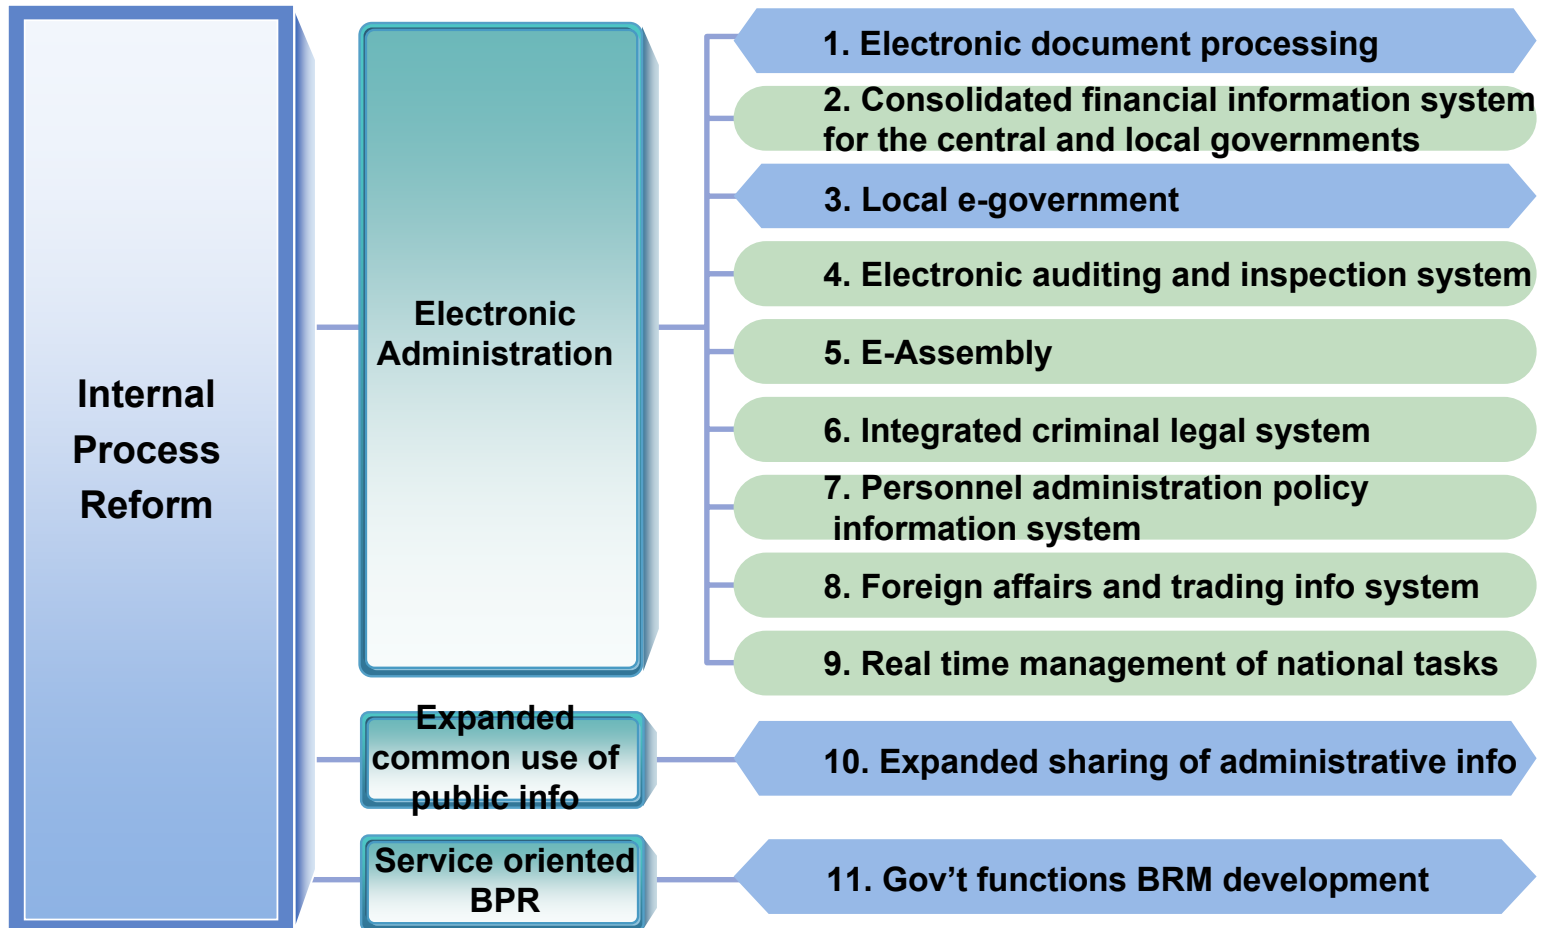 Internal
Process
Reform
Electronic
Administration
1. Electronic document processing
2. Consolidated financial information system
for the central and local governments
3. Local e-government
4. Electronic auditing and inspection system
5. E-Assembly
6. Integrated criminal legal system
7. Personnel administration policy
information system
8. Foreign affairs and trading info system
9. Real time management of national tasks
Expanded
common use of
public info
10. Expanded sharing of administrative info
Service oriented
BPR
11. Gov’t functions BRM development